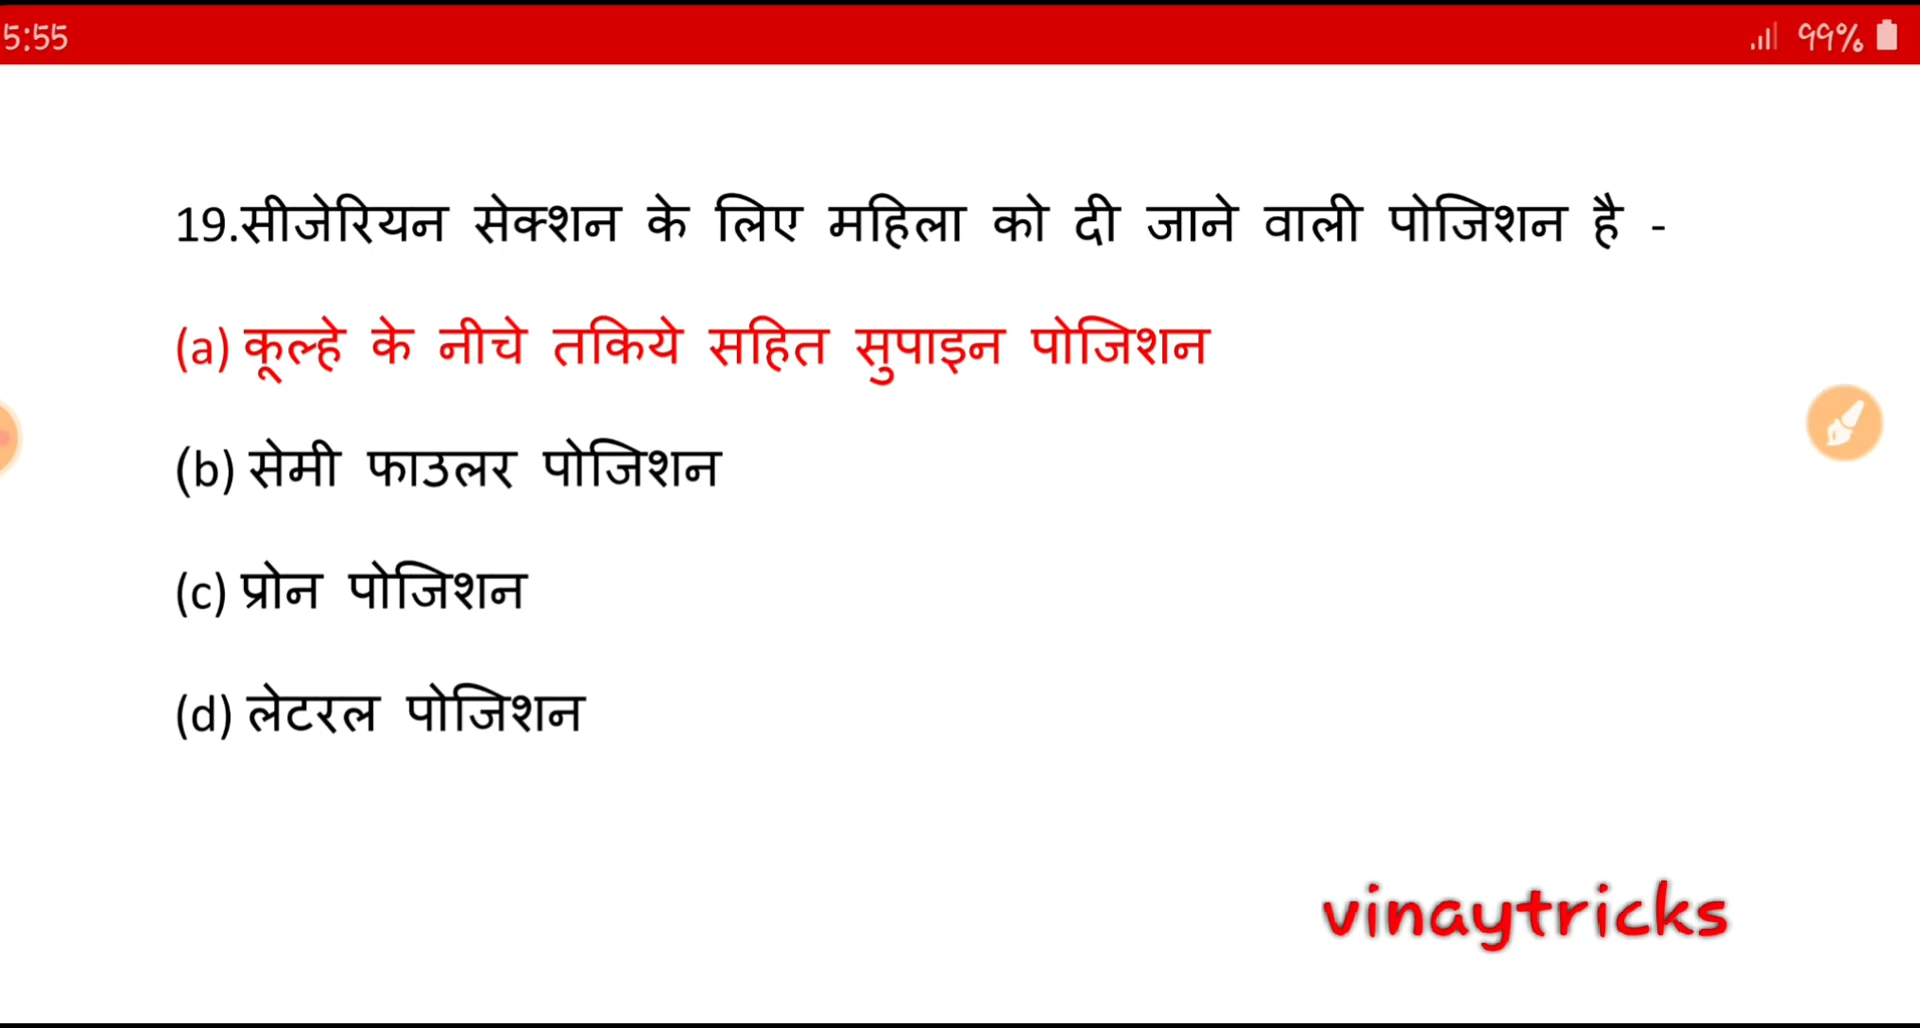 5:55
99%
19.सीजेरियन सेक्शन के लिए महिला को दी जाने वाली पोजिशन है -
(a) कूल्हे के नीचे तकिये सहित सुपाइन पोजिशन
(b) सेमी फाउलर पोजिशन
(c) प्रोन पोजिशन
(d) लेटरल पोजिशन
vinaytricks